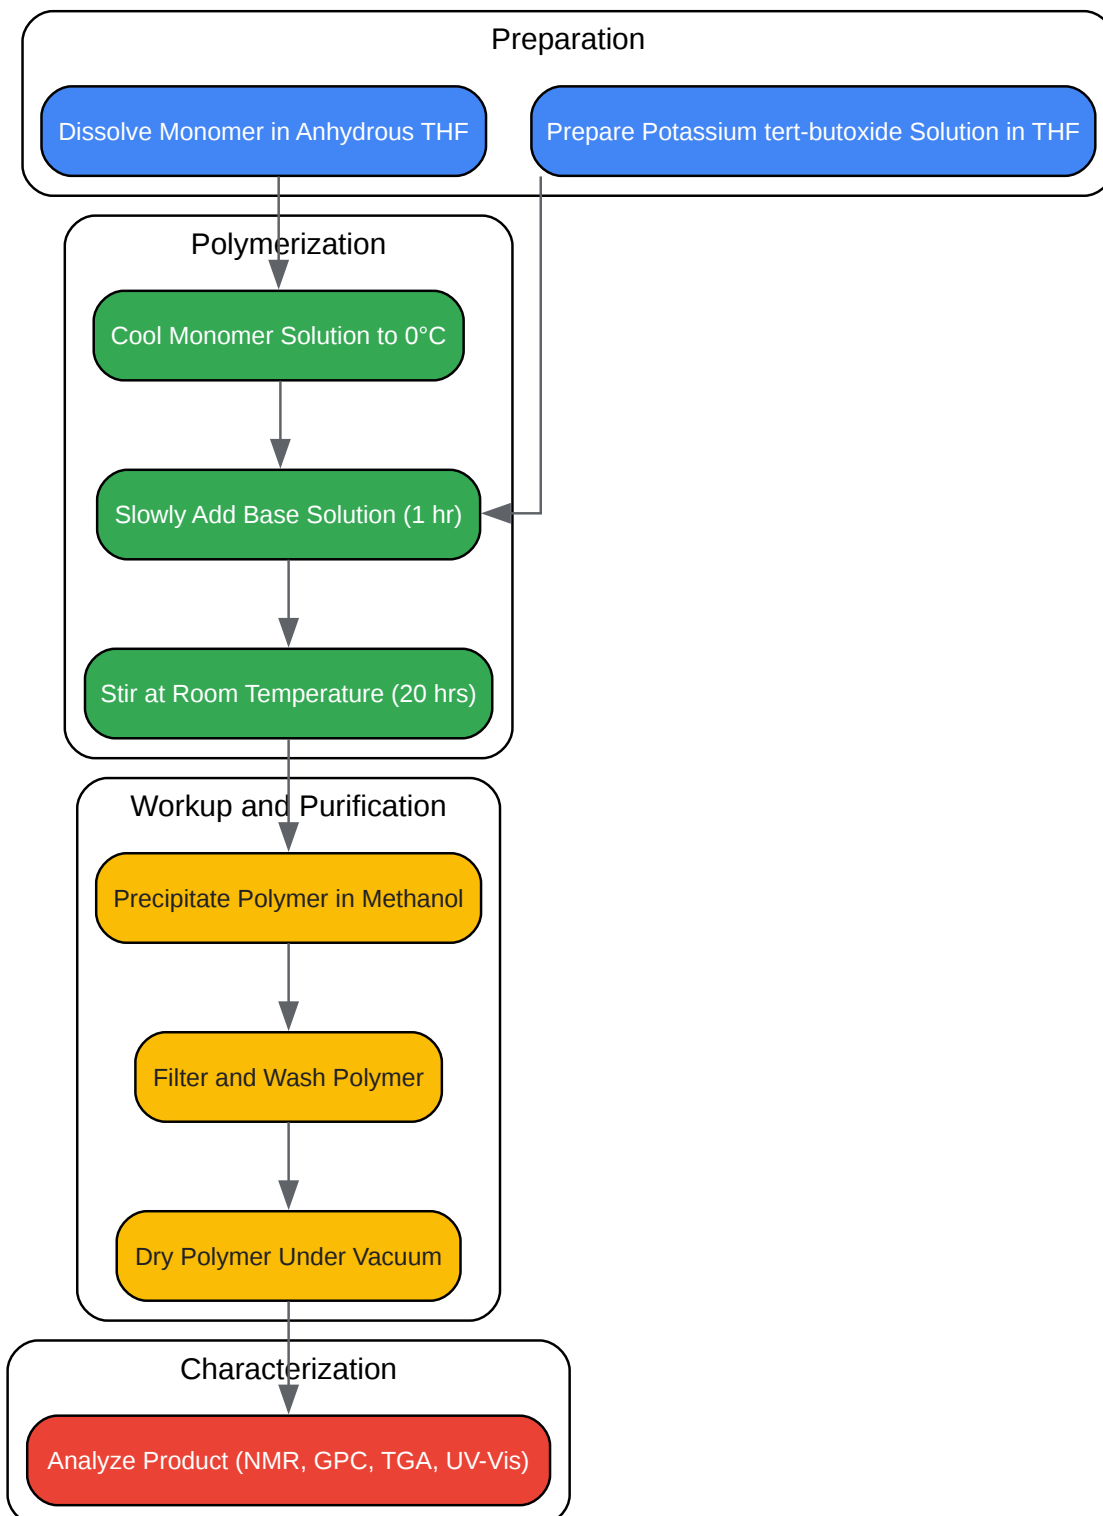 Preparation
Dissolve Monomer in Anhydrous THF
Prepare Potassium tert-butoxide Solution in THF
Polymerization
Cool Monomer Solution to 0°C
Slowly Add Base Solution (1 hr)
Stir at Room Temperature (20 hrs)
Workup and Purification
Precipitate Polymer in Methanol
Filter and Wash Polymer
Dry Polymer Under Vacuum
Characterization
Analyze Product (NMR, GPC, TGA, UV-Vis)